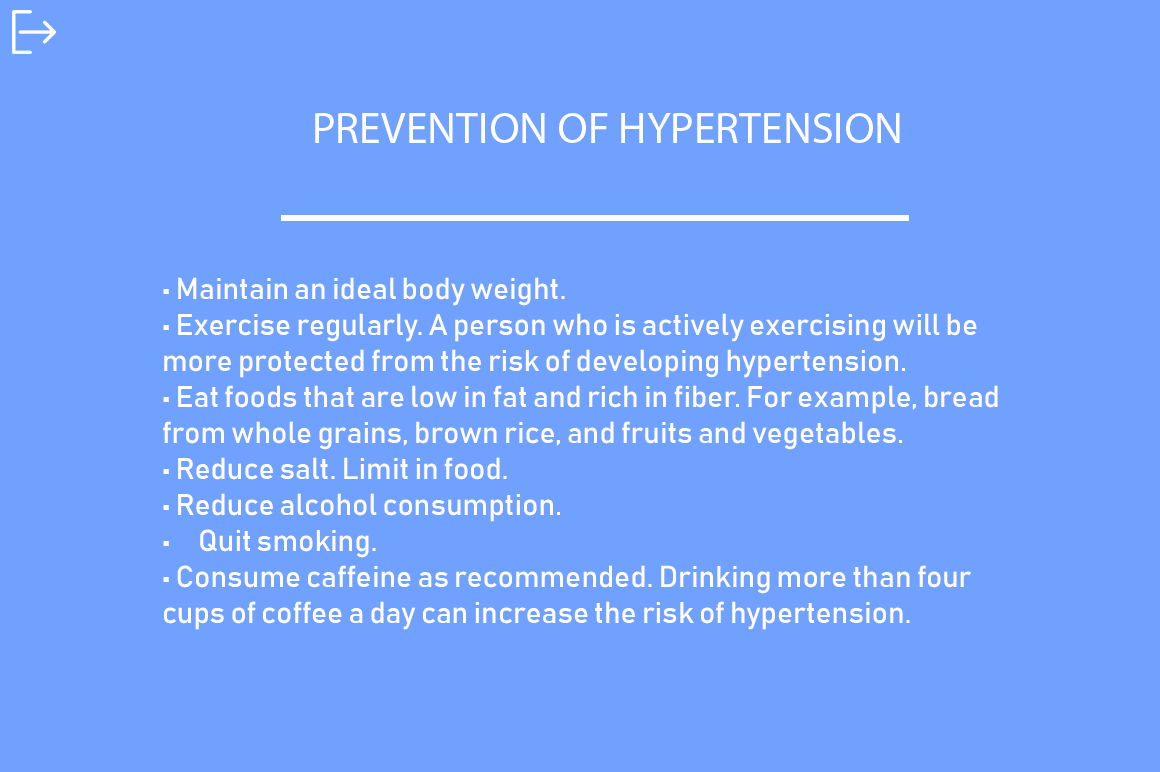 PREVENTION OF HYPERTENSION
▪ Maintain an ideal body weight.
▪ Exercise regularly. A person who is actively exercising will be
more protected from the risk of developing hypertension.
▪ Eat foods that are low in fat and rich in fiber. For example, bread
from whole grains, brown rice, and fruits and vegetables.
▪ Reduce salt. Limit in food.
▪ Reduce alcohol consumption.
▪ Quit smoking.
▪ Consume caffeine as recommended. Drinking more than four
cups of coffee a day can increase the risk of hypertension.